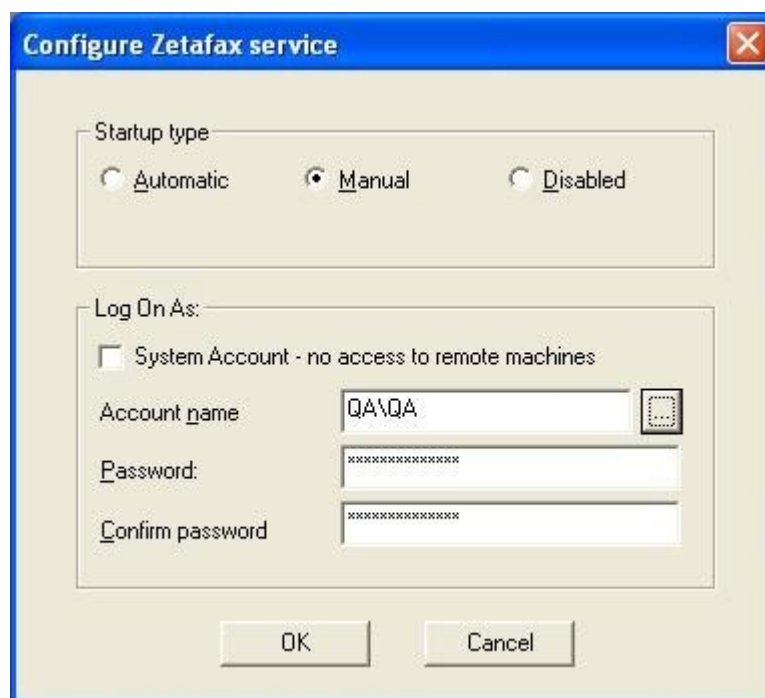 Configure Zetafax service
Startup type
Automatic Manual Disabled
Log On As:
System Account - no access to remote machines
Account name QA\QA ...
Password: **************
Confirm password **************
OK Cancel